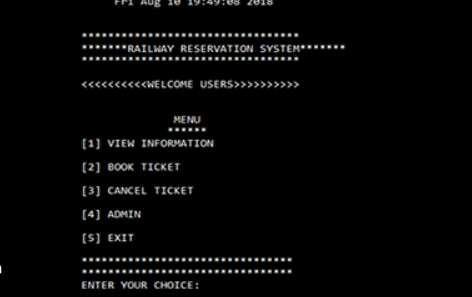 Fri Aug 10 19:49:08 2018
*********************************
*******RAILWAY RESERVATION SYSTEM*******
*********************************
<<<<<<<<<<WELCOME USERS>>>>>>>>>>
MENU
******
[1] VIEW INFORMATION
[2] BOOK TICKET
[3] CANCEL TICKET
[4] ADMIN
[5] EXIT
********************************
********************************
ENTER YOUR CHOICE: